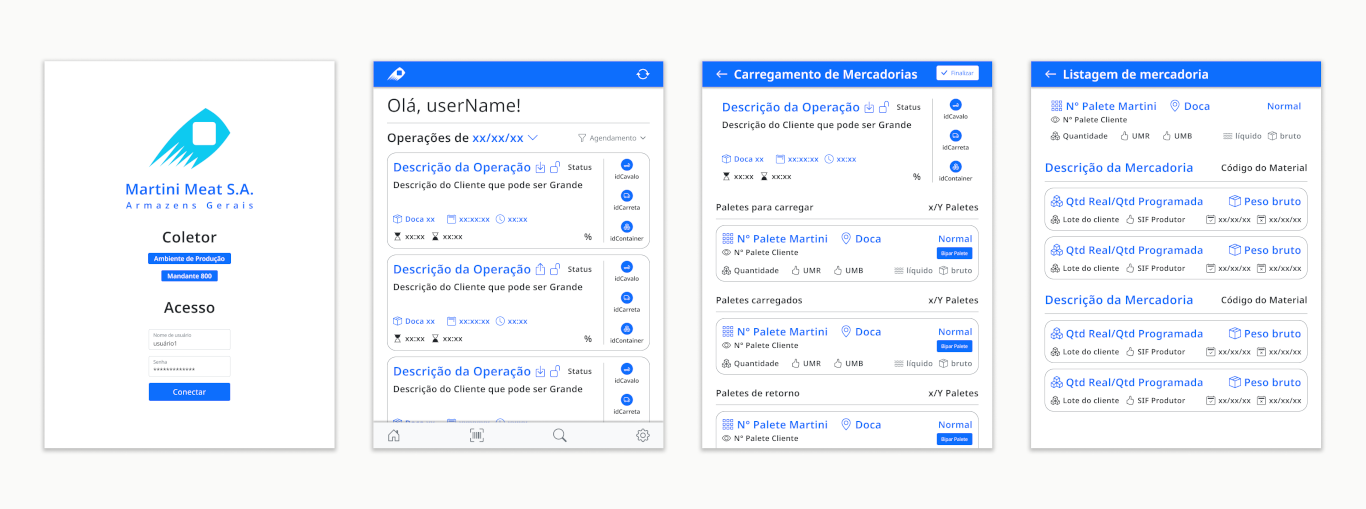 Martini Meat S.A.
Armazens Gerais
Coletor
Ambiente de Produção
Mandante 800
Acesso
Nome de usuário
usuário1
Senha
*************
Conectar
Olá, userName!
Operações de xx/xx/xx
Agendamento
Descrição da Operação
Status
Descrição do Cliente que pode ser Grande
Doca xx
xx:xx:xx
xx:xx
xx:xx
xx:xx
%
idCavalo
idCarreta
idContainer
Descrição da Operação
Status
Descrição do Cliente que pode ser Grande
Doca xx
xx:xx:xx
xx:xx
xx:xx
xx:xx
%
idCavalo
idCarreta
idContainer
Descrição da Operação
Status
Descrição do Cliente que pode ser Grande
idCavalo
idCarreta
Carregamento de Mercadorias
Finalizar
Descrição da Operação
Status
Descrição do Cliente que pode ser Grande
Doca xx
xx:xx:xx
xx:xx
xx:xx
xx:xx
%
idCavalo
idCarreta
idContainer
Paletes para carregar
x/Y Paletes
Nº Palete Martini
Doca
Normal
Nº Palete Cliente
Bipar Palete
Quantidade
UMR
UMB
líquido
bruto
Paletes carregados
x/Y Paletes
Nº Palete Martini
Doca
Normal
Nº Palete Cliente
Bipar Palete
Quantidade
UMR
UMB
líquido
bruto
Paletes de retorno
x/Y Paletes
Nº Palete Martini
Doca
Normal
Nº Palete Cliente
Bipar Palete
Listagem de mercadoria
Nº Palete Martini
Doca
Normal
Nº Palete Cliente
Quantidade
UMR
UMB
líquido
bruto
Descrição da Mercadoria
Código do Material
Qtd Real/Qtd Programada
Peso bruto
Lote do cliente
SIF Produtor
xx/xx/xx
xx/xx/xx
Qtd Real/Qtd Programada
Peso bruto
Lote do cliente
SIF Produtor
xx/xx/xx
xx/xx/xx
Descrição da Mercadoria
Código do Material
Qtd Real/Qtd Programada
Peso bruto
Lote do cliente
SIF Produtor
xx/xx/xx
xx/xx/xx
Qtd Real/Qtd Programada
Peso bruto
Lote do cliente
SIF Produtor
xx/xx/xx
xx/xx/xx